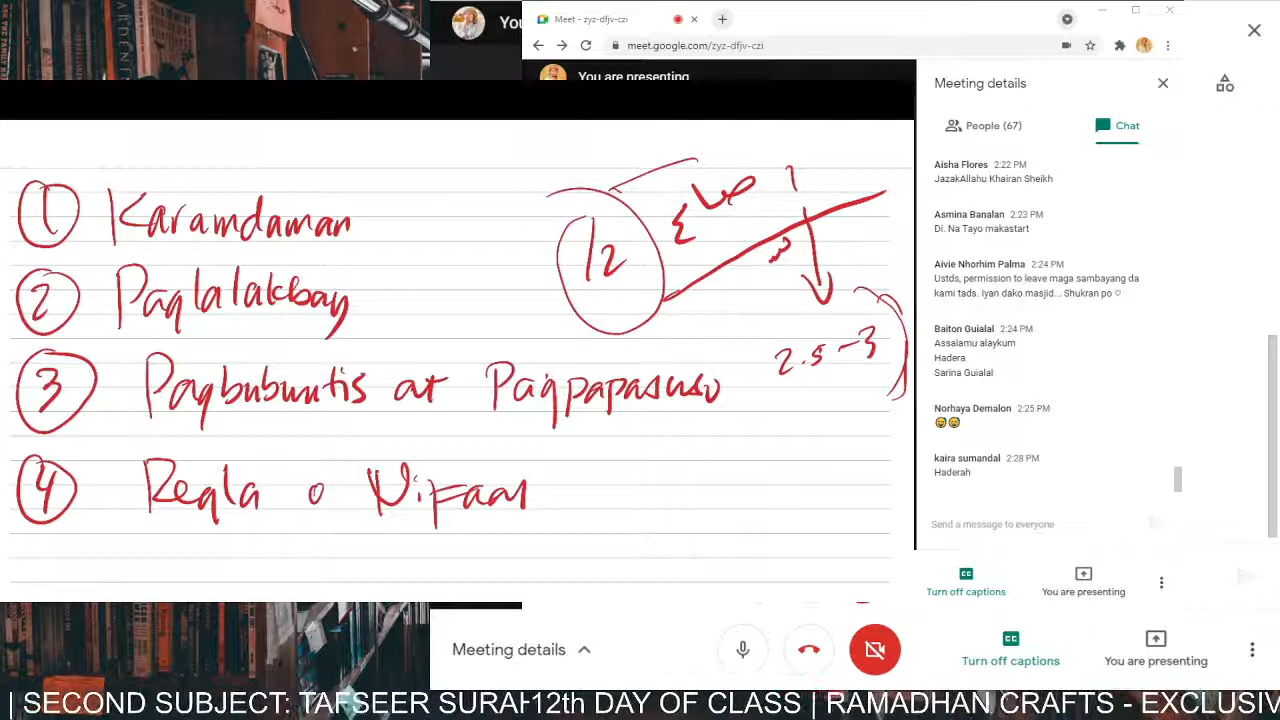 You
Meet - zyz-dfjv-czi
meet.google.com/zyz-dfjv-czi
You are presenting
Meeting details
People (67)
Chat
Aisha Flores 2:22 PM
JazakAllahu Khairan Sheikh
Asmina Banalan 2:23 PM
Di. Na Tayo makastart
Aivie Nhorhim Palma 2:24 PM
Ustds, permission to leave maga sambayang da
kami tads. Iyan dako masjid... Shukran po ♡
Baiton Guialal 2:24 PM
Assalamu alaykum
Hadera
Sarina Guialal
Norhaya Demalon 2:25 PM
😅😅
kaira sumandal 2:28 PM
Haderah
Send a message to everyone
Turn off captions
You are presenting
1 Karamdaman
2 Paglalakbay
3 Pagbubuntis at Pagpapasuso
4 Regla o Nifaas
12
صاع
2.5 - 3
Meeting details
Turn off captions
You are presenting
| SECOND SUBJECT: TAFSEER SURAH 12th DAY OF CLASS | RAMADHAN CRAFTS - EXCLUSIV